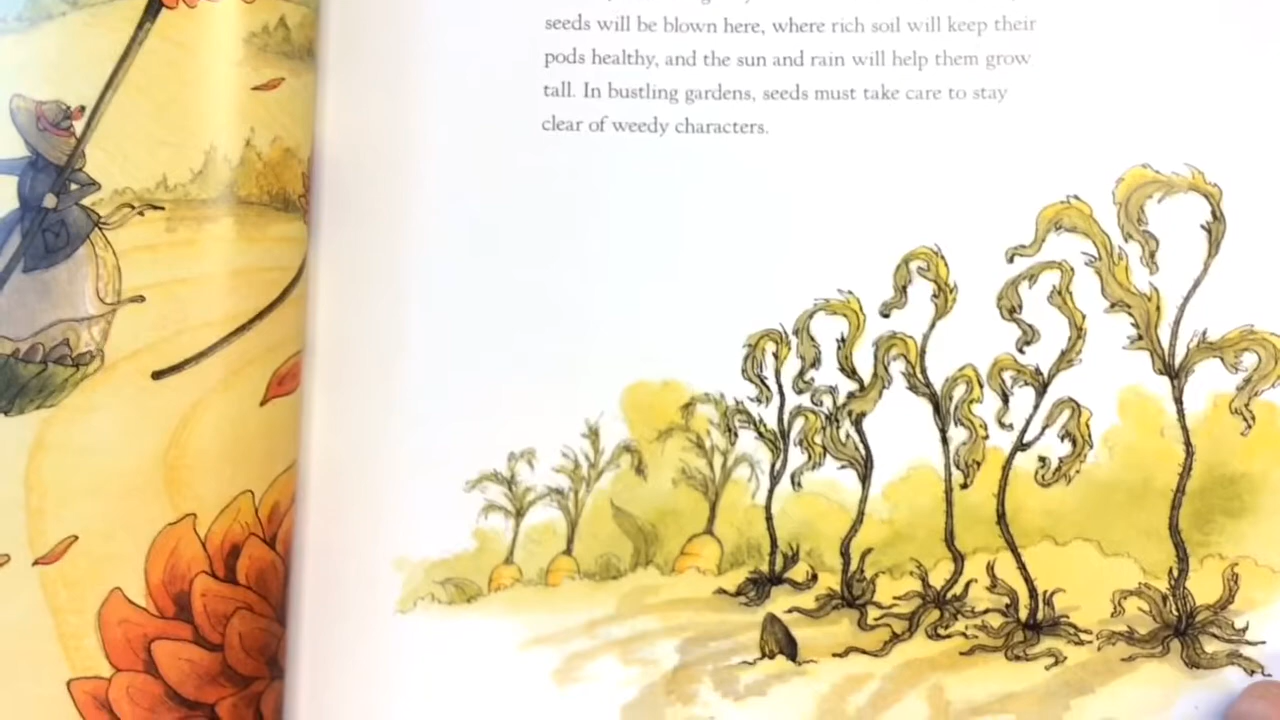 seeds will be blown here, where rich soil will keep their
pods healthy, and the sun and rain will help them grow
tall. In bustling gardens, seeds must take care to stay
clear of weedy characters.